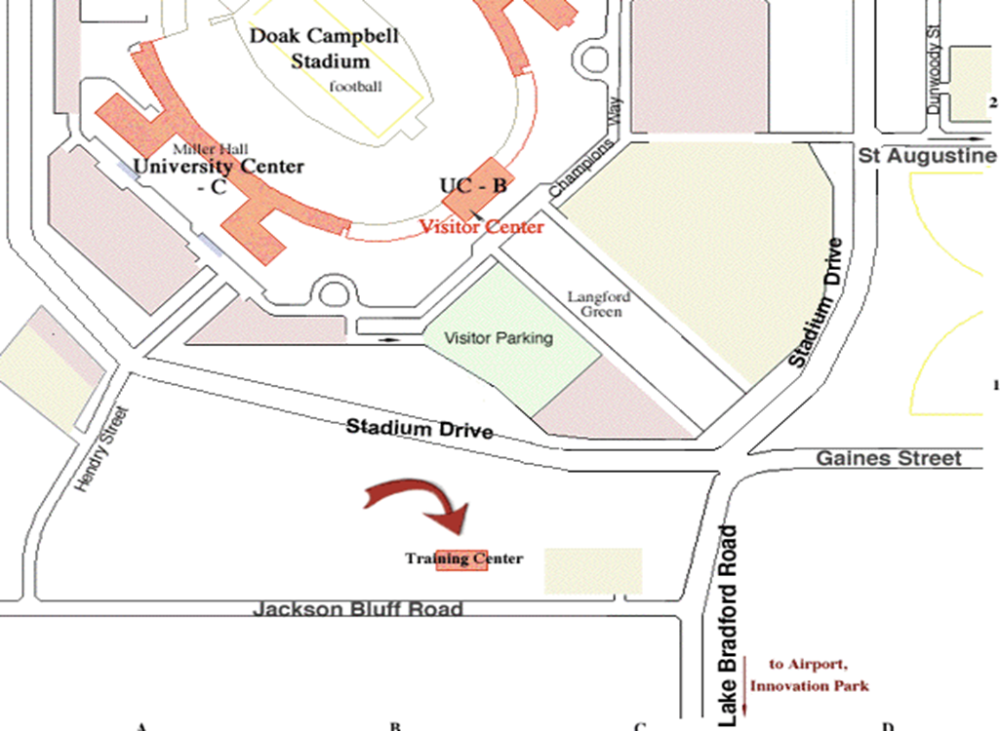 Doak Campbell
Stadium
football
Dunwoody St
2
Way
Champions
St Augustine
Miller Hall
University Center
- C
UC - B
Visitor Center
Langford
Green
Stadium Drive
Visitor Parking
1
Hendry Street
Stadium Drive
Gaines Street
Training Center
Jackson Bluff Road
Lake Bradford Road
to Airport,
Innovation Park
A
B
C
D